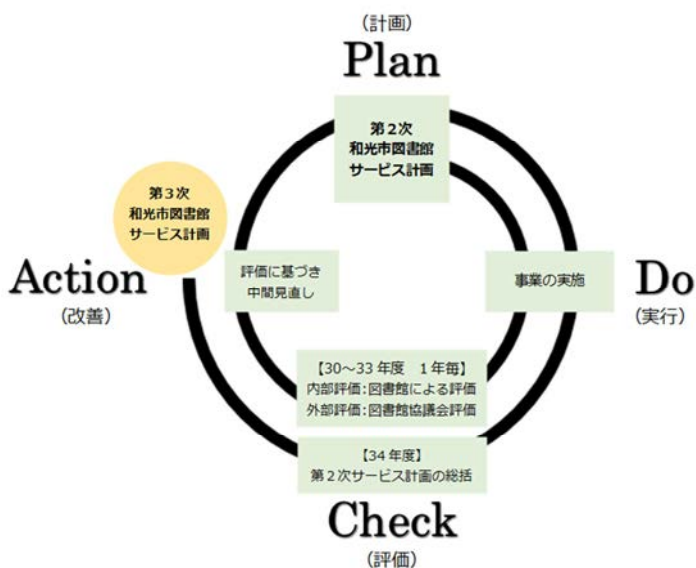 (計画)
Plan
第2次
和光市図書館
サービス計画
第3次
和光市図書館
サービス計画
Action
(改善)
評価に基づき
中間見直し
事業の実施
Do
(実行)
【30～33年度　1年毎】
内部評価:図書館による評価
外部評価:図書館協議会評価
【34年度】
第2次サービス計画の総括
Check
(評価)